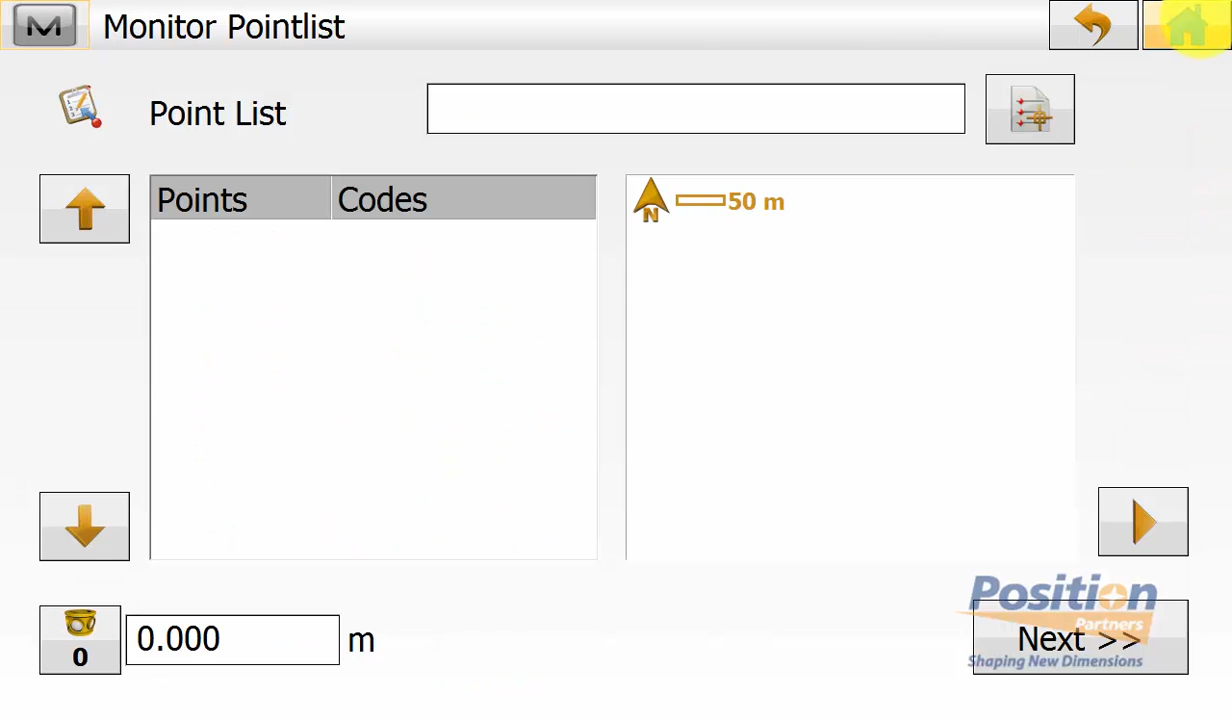 M Monitor Pointlist
Point List
Points Codes
N 50 m
0 0.000 m
Next >>
Position
Partners
Shaping New Dimensions